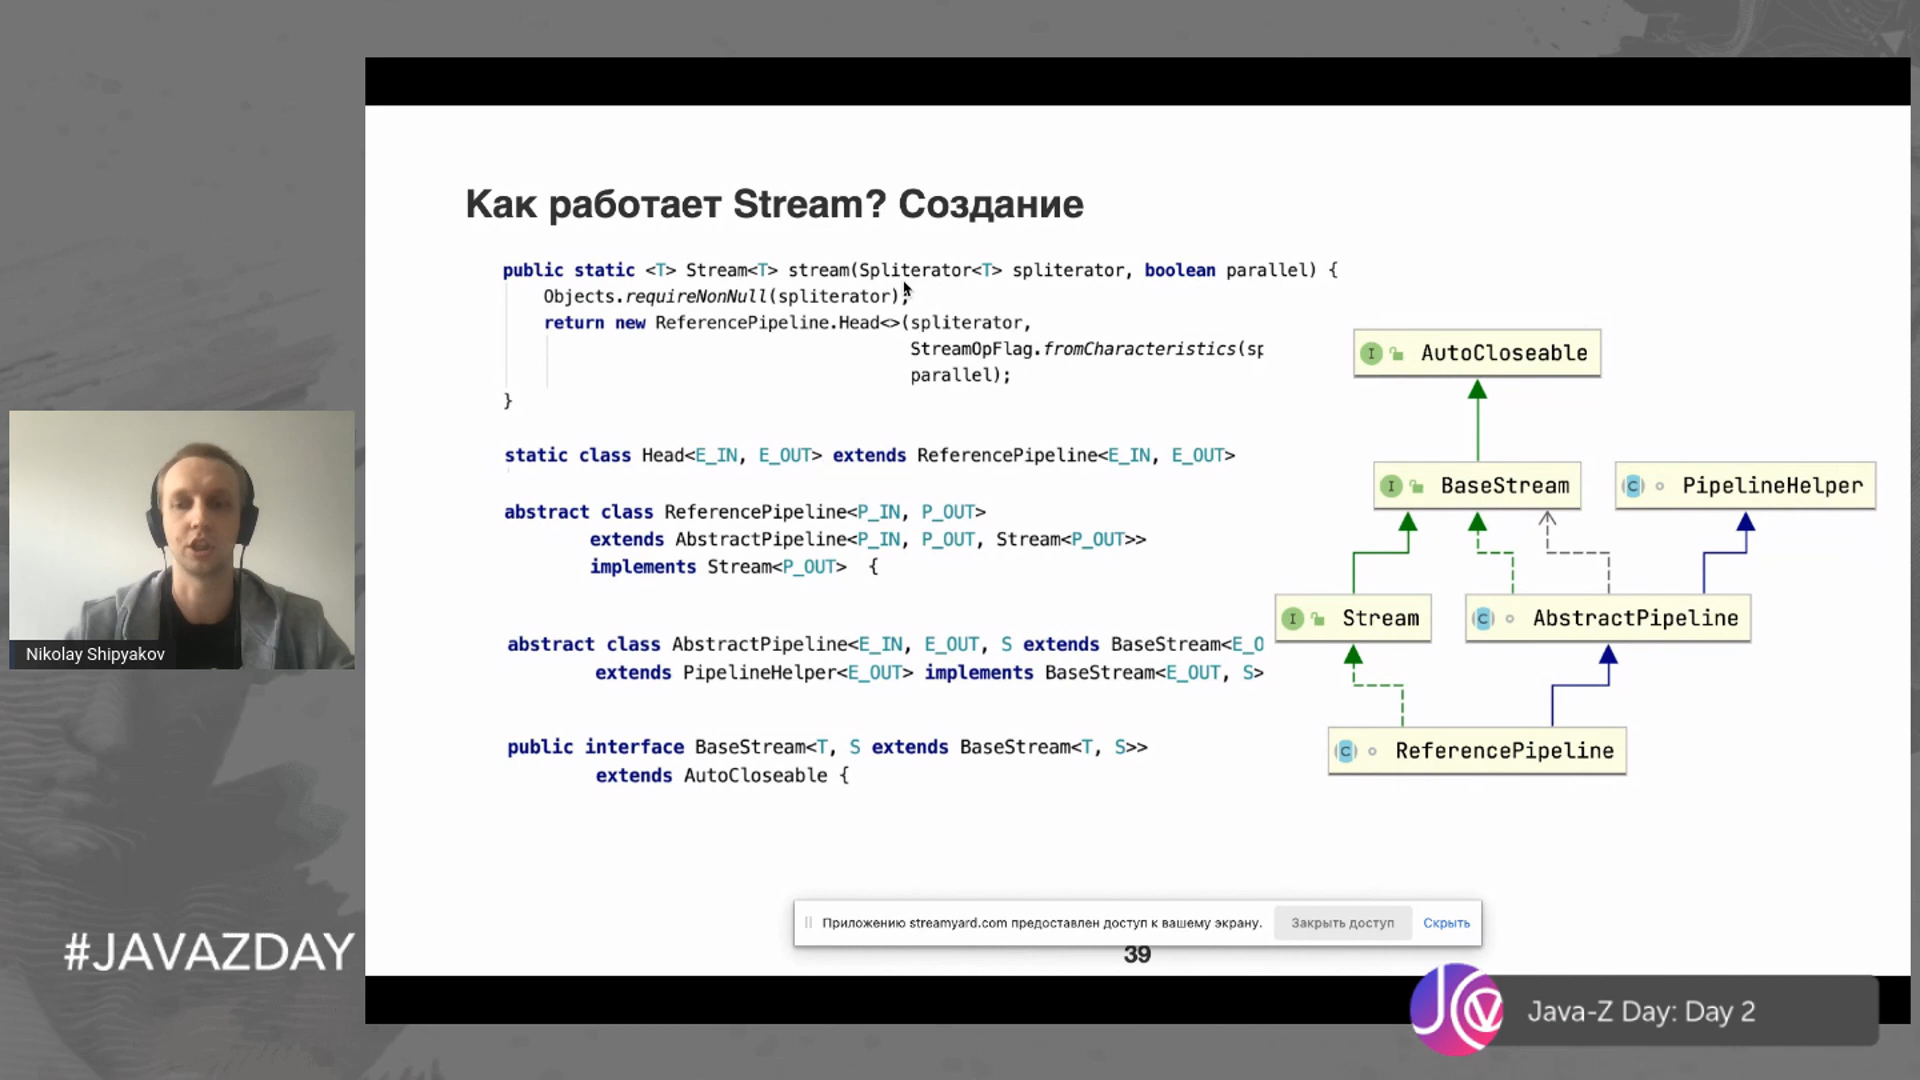 Как работает Stream? Создание
public static <T> Stream<T> stream(Spliterator<T> spliterator, boolean parallel) {
Objects.requireNonNull(spliterator);
return new ReferencePipeline.Head<>(spliterator,
StreamOpFlag.fromCharacteristics(sp
parallel);
}
static class Head<E_IN, E_OUT> extends ReferencePipeline<E_IN, E_OUT>
abstract class ReferencePipeline<P_IN, P_OUT>
extends AbstractPipeline<P_IN, P_OUT, Stream<P_OUT>>
implements Stream<P_OUT> {
abstract class AbstractPipeline<E_IN, E_OUT, S extends BaseStream<E_O
extends PipelineHelper<E_OUT> implements BaseStream<E_OUT, S>
public interface BaseStream<T, S extends BaseStream<T, S>>
extends AutoCloseable {
I AutoCloseable
I BaseStream
C PipelineHelper
I Stream
C AbstractPipeline
C ReferencePipeline
Nikolay Shipyakov
#JAVAZDAY
Приложению streamyard.com предоставлен доступ к вашему экрану. Закрыть доступ Скрыть
39
Java-Z Day: Day 2